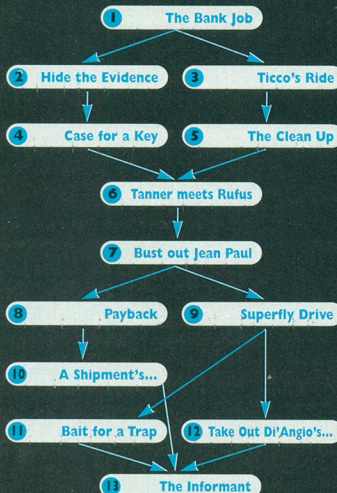 1 The Bank Job
2 Hide the Evidence
3 Ticco's Ride
4 Case for a Key
5 The Clean Up
6 Tanner meets Rufus
7 Bust out Jean Paul
8 Payback
9 Superfly Drive
10 A Shipment's...
11 Bait for a Trap
12 Take Out Di'Angio's...
13 The Informant